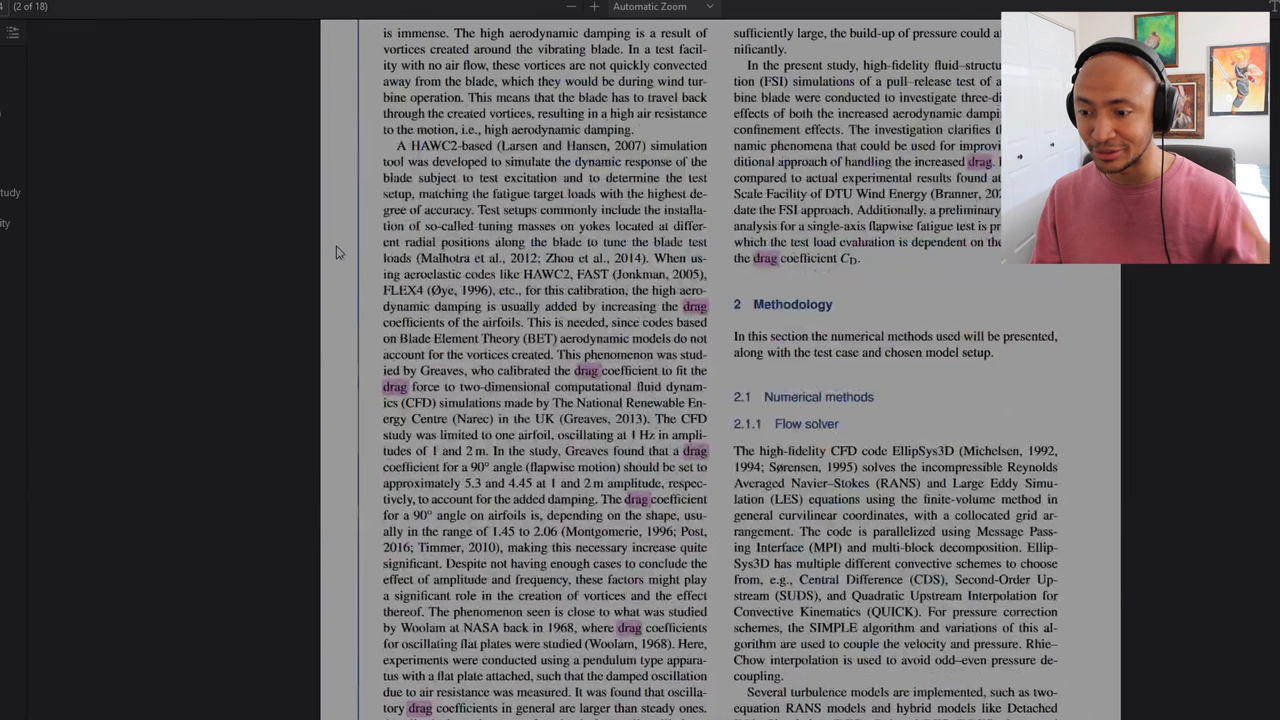 (2 of 18)
Automatic Zoom
tudy
ity
is immense. The high aerodynamic damping is a result of
vortices created around the vibrating blade. In a test facil-
ity with no air flow, these vortices are not quickly convected
away from the blade, which they would be during wind tur-
bine operation. This means that the blade has to travel back
through the created vortices, resulting in a high air resistance
to the motion, i.e., high aerodynamic damping.
A HAWC2-based (Larsen and Hansen, 2007) simulation
tool was developed to simulate the dynamic response of the
blade subject to test excitation and to determine the test
setup, matching the fatigue target loads with the highest de-
gree of accuracy. Test setups commonly include the installa-
tion of so-called tuning masses on yokes located at differ-
ent radial positions along the blade to tune the blade test
loads (Malhotra et al., 2012; Zhou et al., 2014). When us-
ing aeroelastic codes like HAWC2, FAST (Jonkman, 2005),
FLEX4 (Øye, 1996), etc., for this calibration, the high aero-
dynamic damping is usually added by increasing the drag
coefficients of the airfoils. This is needed, since codes based
on Blade Element Theory (BET) aerodynamic models do not
account for the vortices created. This phenomenon was stud-
ied by Greaves, who calibrated the drag coefficient to fit the
drag force to two-dimensional computational fluid dynam-
ics (CFD) simulations made by The National Renewable En-
ergy Centre (Narec) in the UK (Greaves, 2013). The CFD
study was limited to one airfoil, oscillating at 1 Hz in ampli-
tudes of 1 and 2 m. In the study, Greaves found that a drag
coefficient for a 90° angle (flapwise motion) should be set to
approximately 5.3 and 4.45 at 1 and 2 m amplitude, respec-
tively, to account for the added damping. The drag coefficient
for a 90° angle on airfoils is, depending on the shape, usu-
ally in the range of 1.45 to 2.06 (Montgomerie, 1996; Post,
2016; Timmer, 2010), making this necessary increase quite
significant. Despite not having enough cases to conclude the
effect of amplitude and frequency, these factors might play
a significant role in the creation of vortices and the effect
thereof. The phenomenon seen is close to what was studied
by Woolam at NASA back in 1968, where drag coefficients
for oscillating flat plates were studied (Woolam, 1968). Here,
experiments were conducted using a pendulum type appara-
tus with a flat plate attached, such that the damped oscillation
due to air resistance was measured. It was found that oscilla-
tory drag coefficients in general are larger than steady ones.
sufficiently large, the build-up of pressure could a
nificantly.
In the present study, high-fidelity fluid–struct
tion (FSI) simulations of a pull–release test of a
bine blade were conducted to investigate three-di
effects of both the increased aerodynamic dampi
confinement effects. The investigation clarifies th
namic phenomena that could be used for improvi
ditional approach of handling the increased drag.
compared to actual experimental results found at
Scale Facility of DTU Wind Energy (Branner, 20
date the FSI approach. Additionally, a preliminary
analysis for a single-axis flapwise fatigue test is pr
which the test load evaluation is dependent on the
the drag coefficient CD.
2 Methodology
In this section the numerical methods used will be presented,
along with the test case and chosen model setup.
2.1 Numerical methods
2.1.1 Flow solver
The high-fidelity CFD code EllipSys3D (Michelsen, 1992,
1994; Sørensen, 1995) solves the incompressible Reynolds
Averaged Navier–Stokes (RANS) and Large Eddy Simu-
lation (LES) equations using the finite-volume method in
general curvilinear coordinates, with a collocated grid ar-
rangement. The code is parallelized using Message Pass-
ing Interface (MPI) and multi-block decomposition. Ellip-
Sys3D has multiple different convective schemes to choose
from, e.g., Central Difference (CDS), Second-Order Up-
stream (SUDS), and Quadratic Upstream Interpolation for
Convective Kinematics (QUICK). For pressure correction
schemes, the SIMPLE algorithm and variations of this al-
gorithm are used to couple the velocity and pressure. Rhie–
Chow interpolation is used to avoid odd–even pressure de-
coupling.
Several turbulence models are implemented, such as two-
equation RANS models and hybrid models like Detached